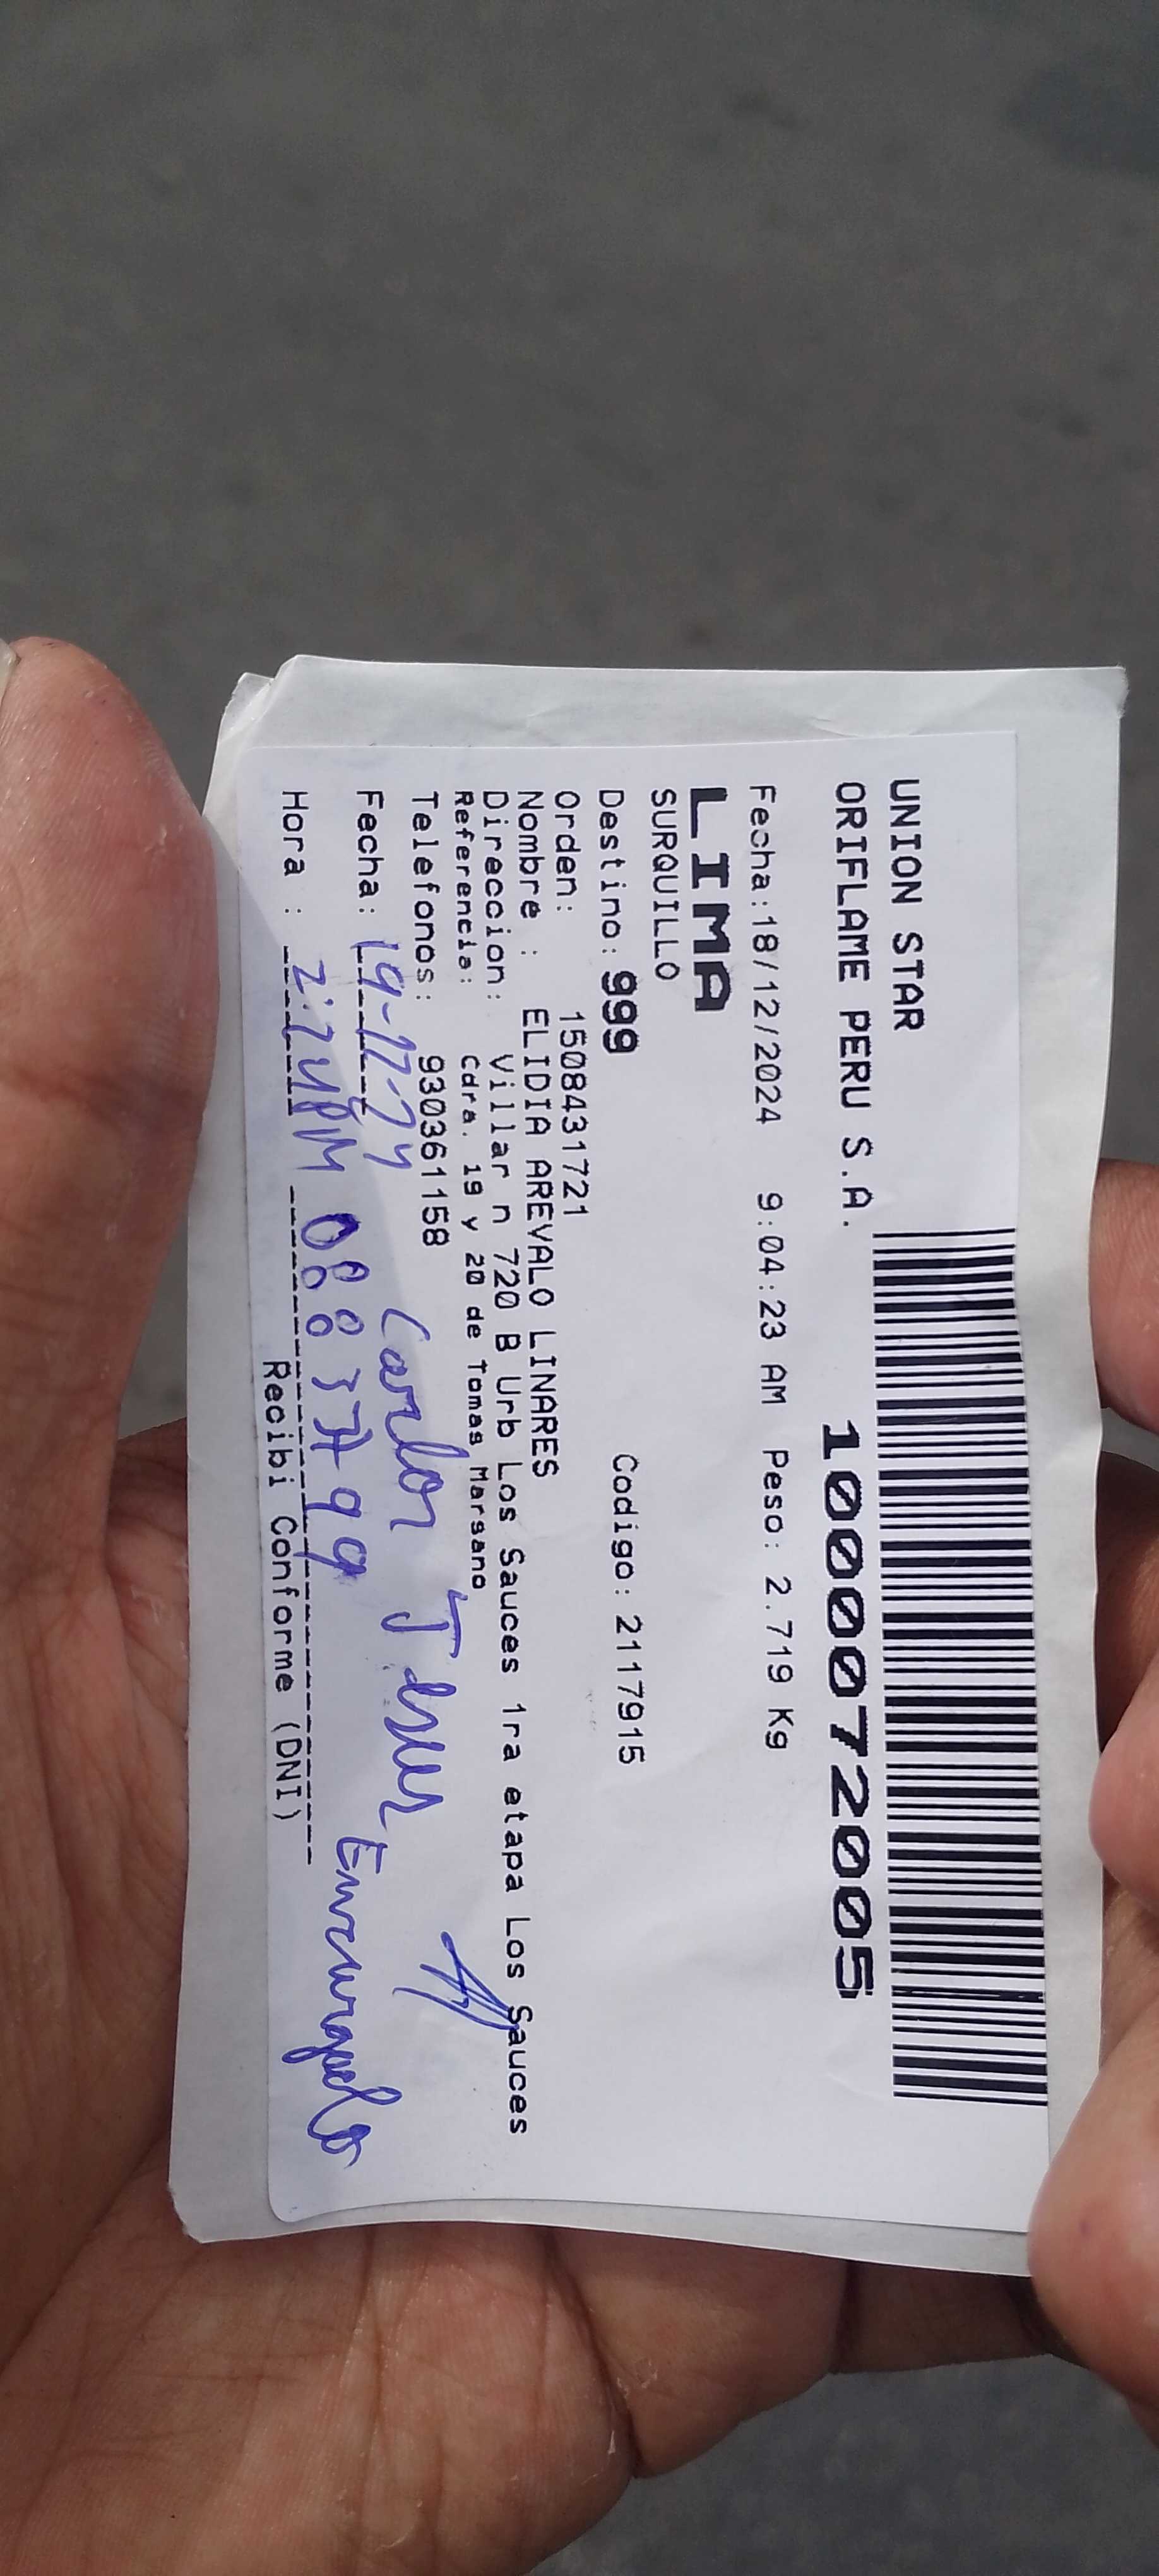 UNION STAR
ORIFLAME PERU S.A.
1000072005
Fecha:18/12/2024 9:04:23 AM Peso: 2.719 Kg
LIMA
SURQUILLO
Destino: 999 Codigo: 2117915
Orden: 1508431721
Nombre : ELIDIA AREVALO LINARES
Direccion: Villar n 720 B Urb Los Sauces 1ra etapa Los Sauces
Referencia: Cdra. 19 y 20 de Tomas Marsano
Telefonos: 930361158
Carlos
Fecha: 19-12-24
Hora : 2:24PM
Recibi Conforme (DNI)